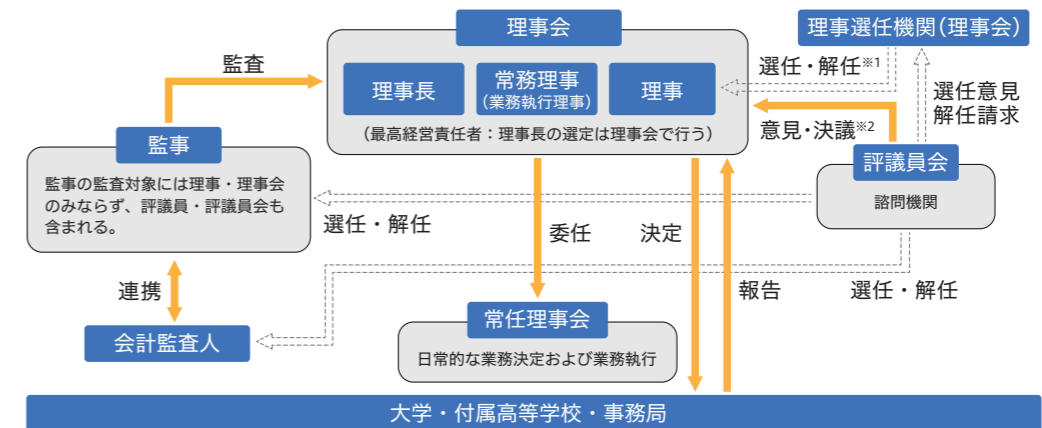 理事会
理事選任機関(理事会)
監査
理事長
常務理事
(業務執行理事)
理事
選任・解任※1
選任意見
解任請求
(最高経営責任者:理事長の選定は理事会で行う)
意見・決議※2
監事
監事の監査対象には理事・理事会
のみならず、評議員・評議員会も
含まれる。
評議員会
諮問機関
選任・解任
委任
決定
連携
報告
選任・解任
会計監査人
常任理事会
日常的な業務決定および業務執行
大学・付属高等学校・事務局